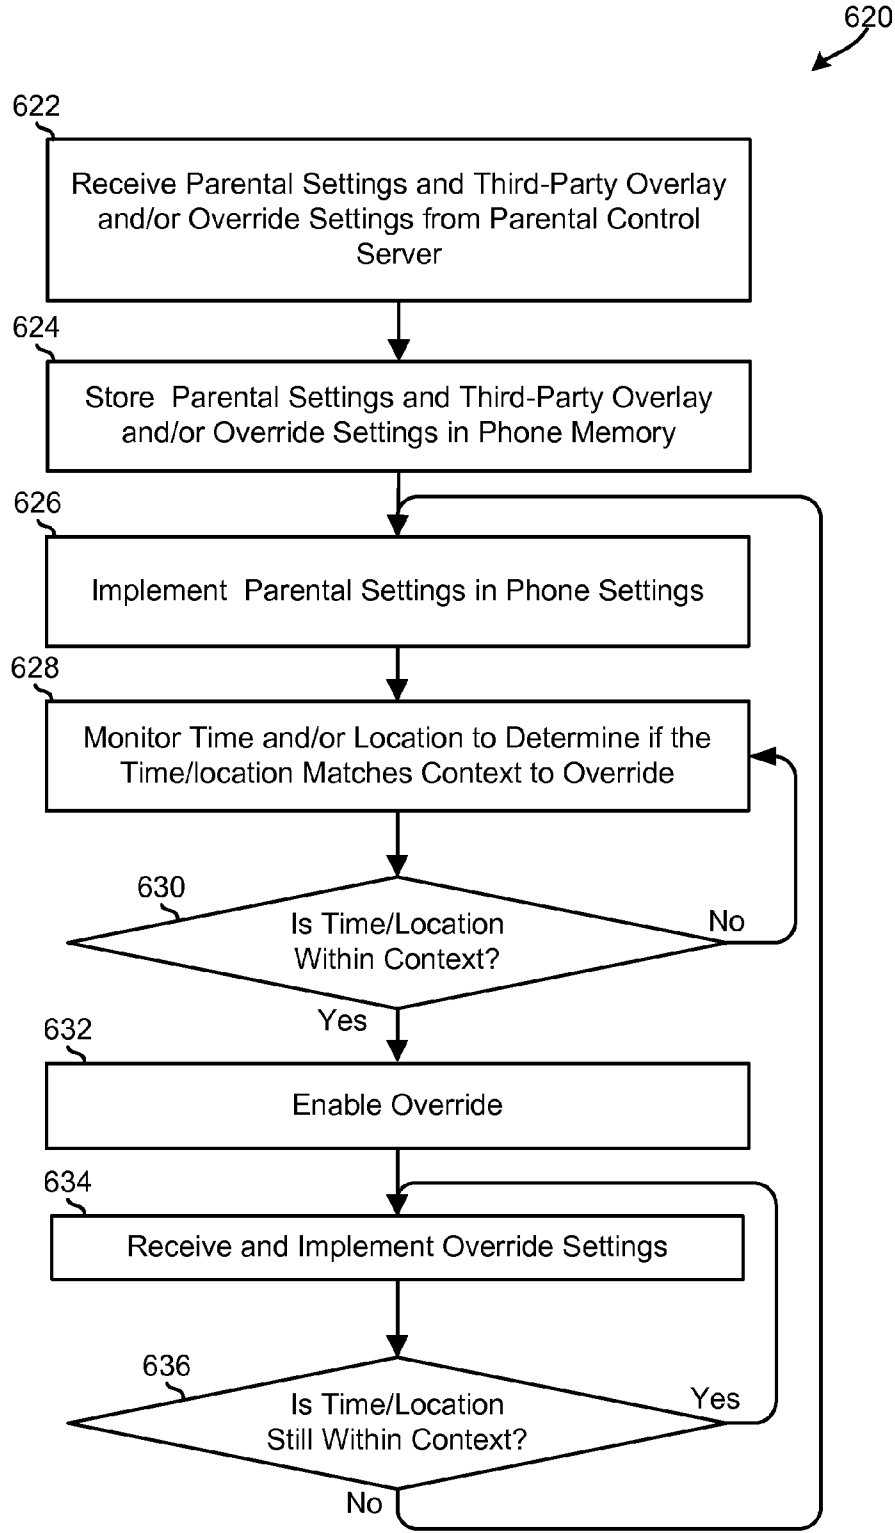 620
622
Receive Parental Settings and Third-Party Overlay
and/or Override Settings from Parental Control
Server
624
Store Parental Settings and Third-Party Overlay
and/or Override Settings in Phone Memory
626
Implement Parental Settings in Phone Settings
628
Monitor Time and/or Location to Determine if the
Time/location Matches Context to Override
630
Is Time/Location
Within Context?
No
Yes
632
Enable Override
634
Receive and Implement Override Settings
636
Is Time/Location
Still Within Context?
Yes
No